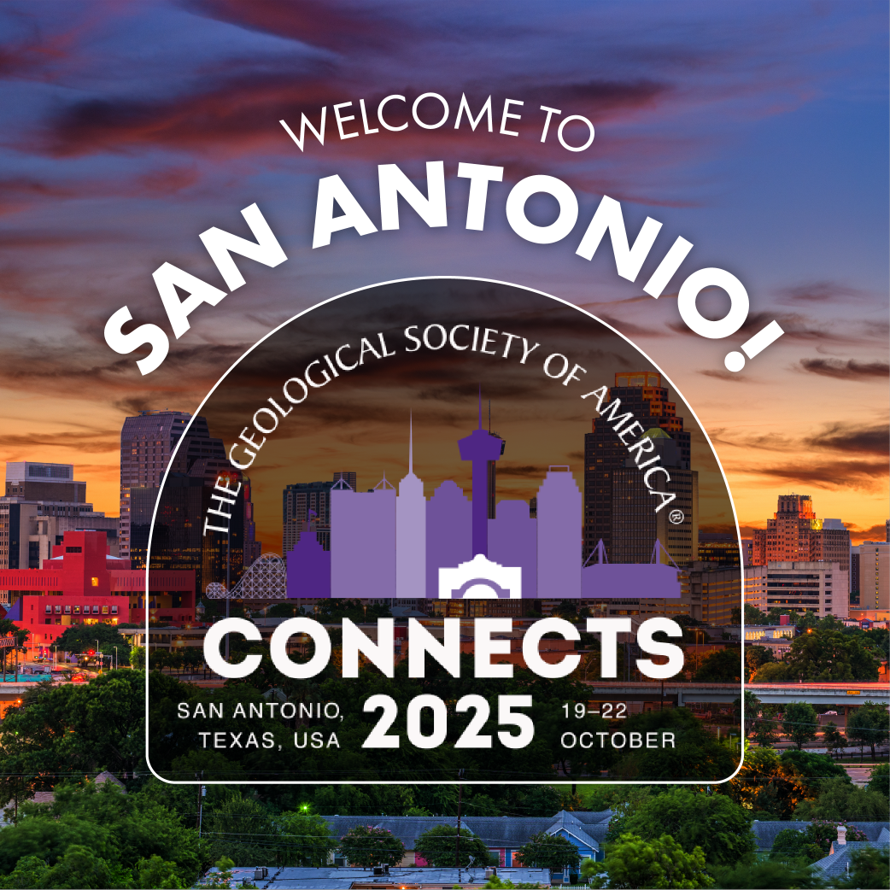 WELCOME TO
SAN ANTONIO!
THE GEOLOGICAL SOCIETY OF AMERICA®
CONNECTS
SAN ANTONIO,
TEXAS, USA
2025
19–22
OCTOBER